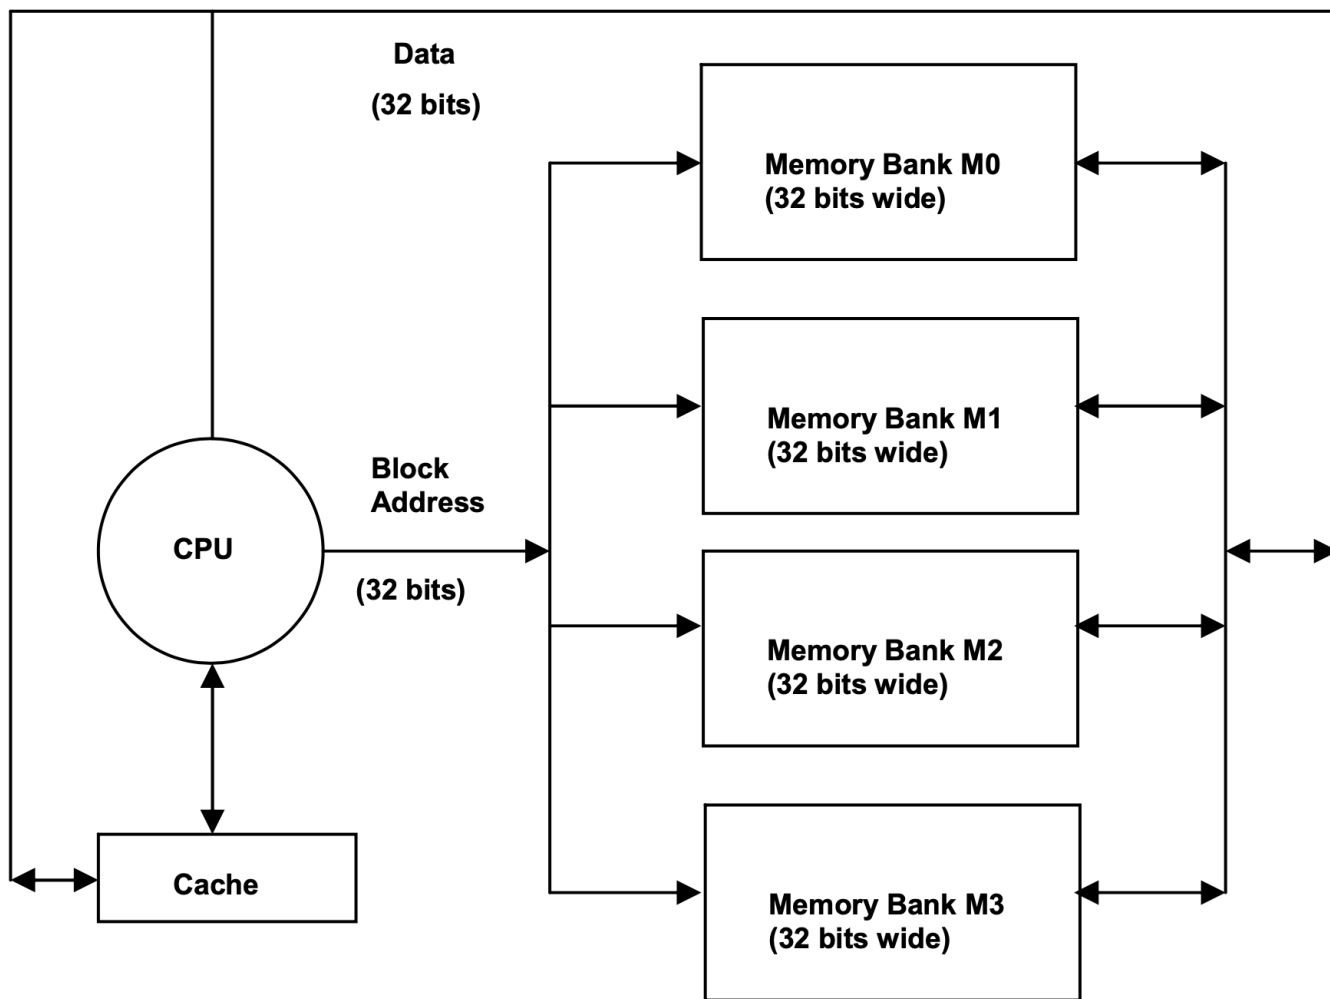 Data
(32 bits)
Memory Bank M0
(32 bits wide)
Memory Bank M1
(32 bits wide)
Block
Address
CPU
(32 bits)
Memory Bank M2
(32 bits wide)
Cache
Memory Bank M3
(32 bits wide)